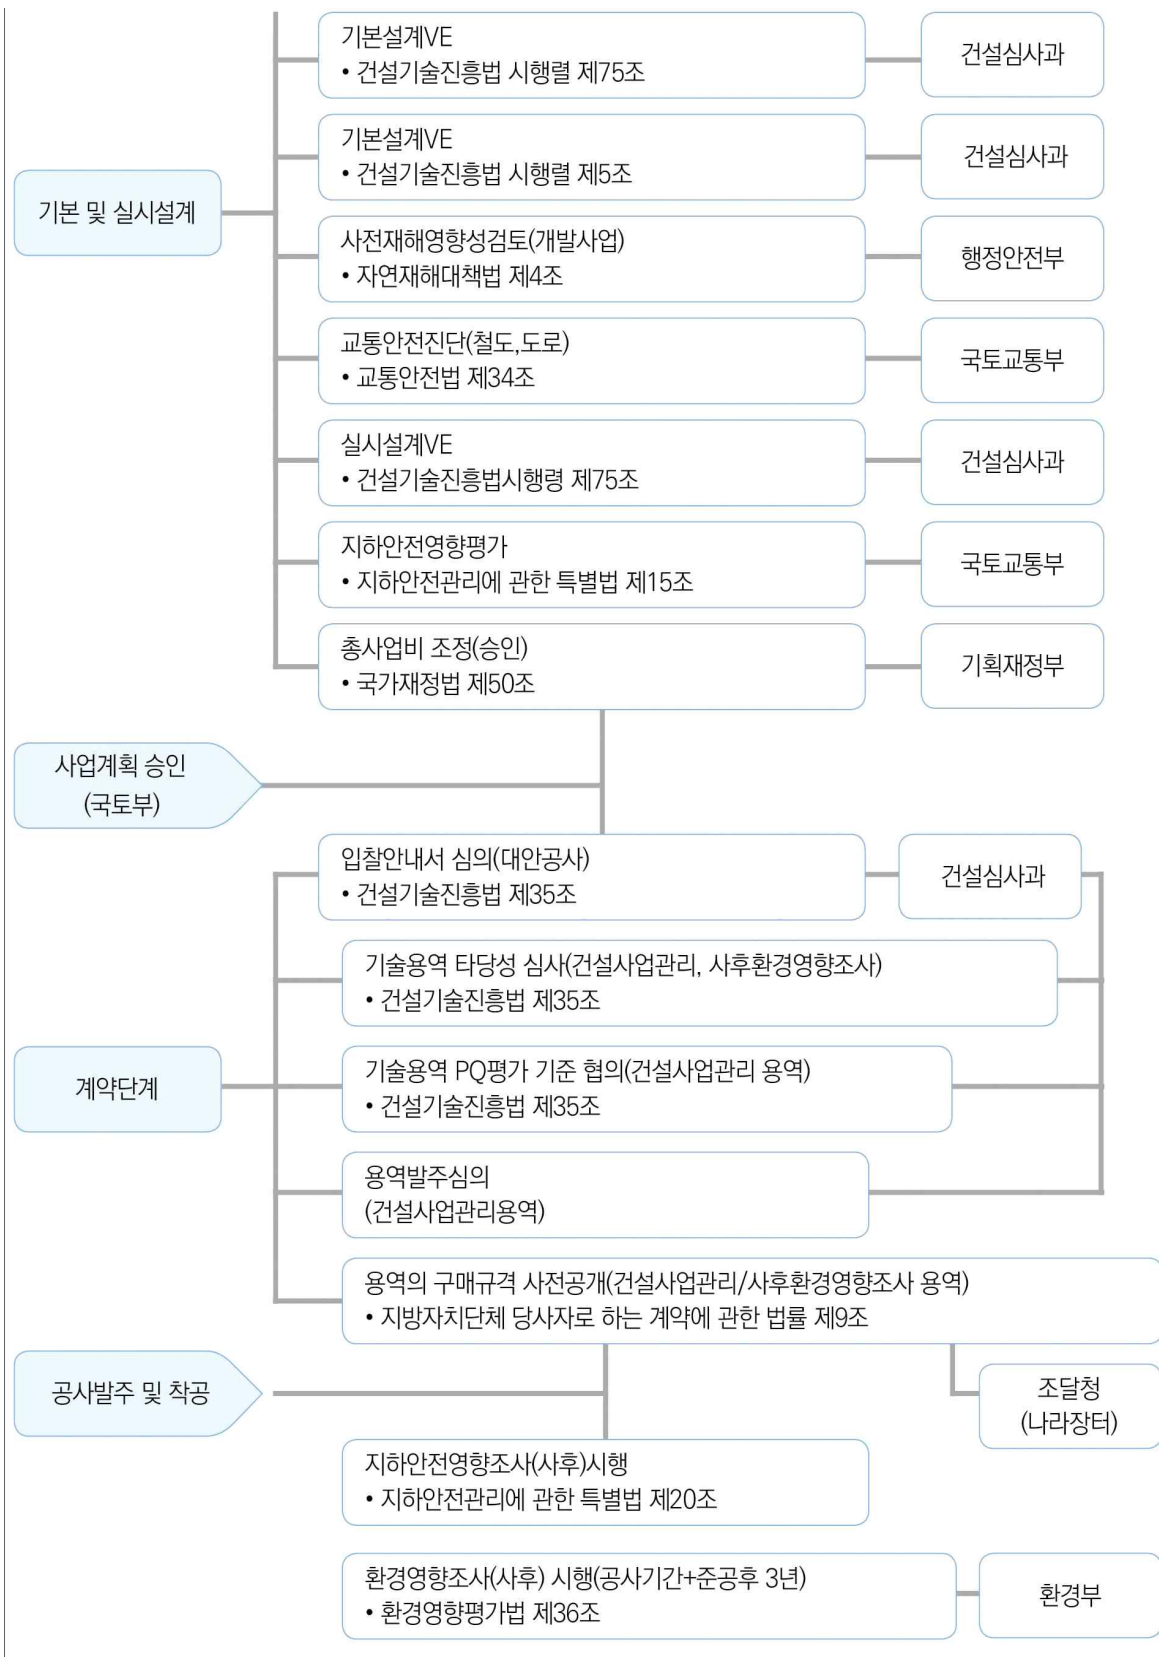 기본설계VE
• 건설기술진흥법 시행렬 제75조
건설심사과
기본설계VE
• 건설기술진흥법 시행렬 제5조
건설심사과
기본 및 실시설계
사전재해영향성검토(개발사업)
• 자연재해대책법 제4조
행정안전부
교통안전진단(철도,도로)
• 교통안전법 제34조
국토교통부
실시설계VE
• 건설기술진흥법시행령 제75조
건설심사과
지하안전영향평가
• 지하안전관리에 관한 특별법 제15조
국토교통부
총사업비 조정(승인)
• 국가재정법 제50조
기획재정부
사업계획 승인
(국토부)
입찰안내서 심의(대안공사)
• 건설기술진흥법 제35조
건설심사과
기술용역 타당성 심사(건설사업관리, 사후환경영향조사)
• 건설기술진흥법 제35조
계약단계
기술용역 PQ평가 기준 협의(건설사업관리 용역)
• 건설기술진흥법 제35조
용역발주심의
(건설사업관리용역)
용역의 구매규격 사전공개(건설사업관리/사후환경영향조사 용역)
• 지방자치단체 당사자로 하는 계약에 관한 법률 제9조
공사발주 및 착공
조달청
(나라장터)
지하안전영향조사(사후)시행
• 지하안전관리에 관한 특별법 제20조
환경영향조사(사후) 시행(공사기간+준공후 3년)
• 환경영향평가법 제36조
환경부